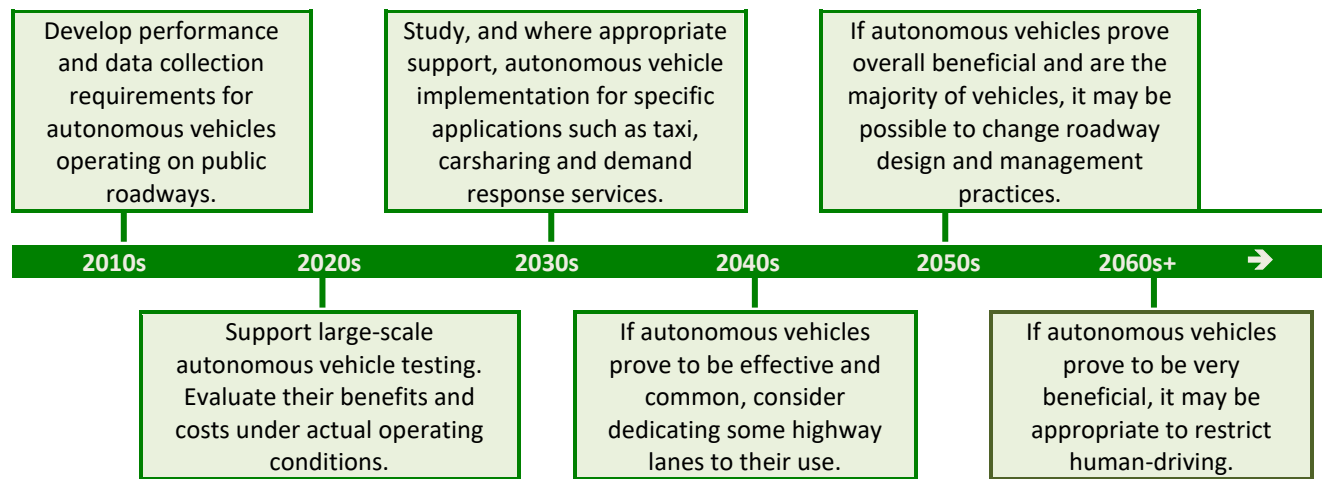 Develop performance
and data collection
requirements for
autonomous vehicles
operating on public
roadways.
Study, and where appropriate
support, autonomous vehicle
implementation for specific
applications such as taxi,
carsharing and demand
response services.
If autonomous vehicles prove
overall beneficial and are the
majority of vehicles, it may be
possible to change roadway
design and management
practices.
2010s 2020s 2030s 2040s 2050s 2060s+ ➔
Support large-scale
autonomous vehicle testing.
Evaluate their benefits and
costs under actual operating
conditions.
If autonomous vehicles
prove to be effective and
common, consider
dedicating some highway
lanes to their use.
If autonomous vehicles
prove to be very
beneficial, it may be
appropriate to restrict
human-driving.